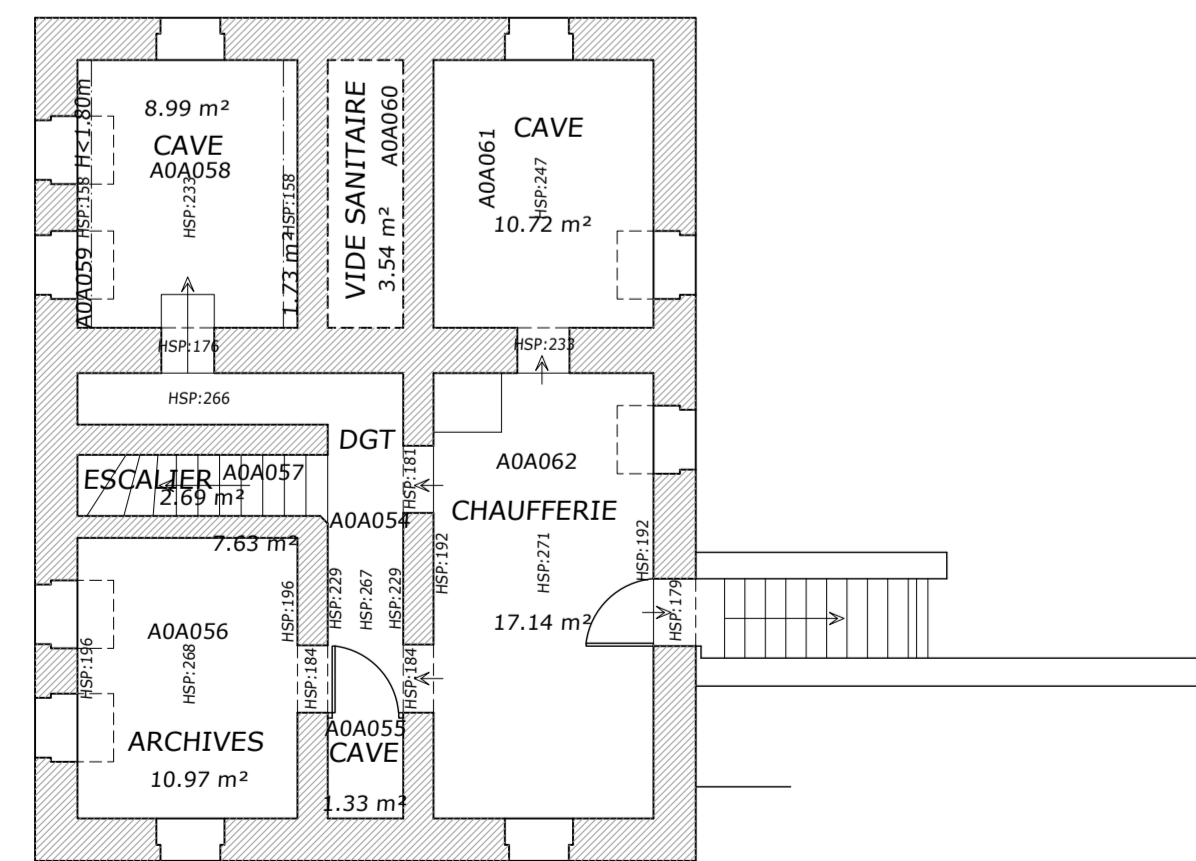 8.99 m²
CAVE
A0A058
HSP:233
H<1.80m
HSP:158
A0A059
HSP:158
1.73 m²
VIDE SANITAIRE
A0A060
3.54 m²
CAVE
A0A061
HSP:247
10.72 m²
HSP:176
HSP:233
HSP:266
DGT
HSP:181
A0A062
ESCALIER
A0A057
2.69 m²
A0A054
7.63 m²
CHAUFFERIE
HSP:192
HSP:271
HSP:192
HSP:196
HSP:229
HSP:267
HSP:229
HSP:179
17.14 m²
A0A056
HSP:268
HSP:196
HSP:184
HSP:184
A0A055
CAVE
ARCHIVES
10.97 m²
1.33 m²